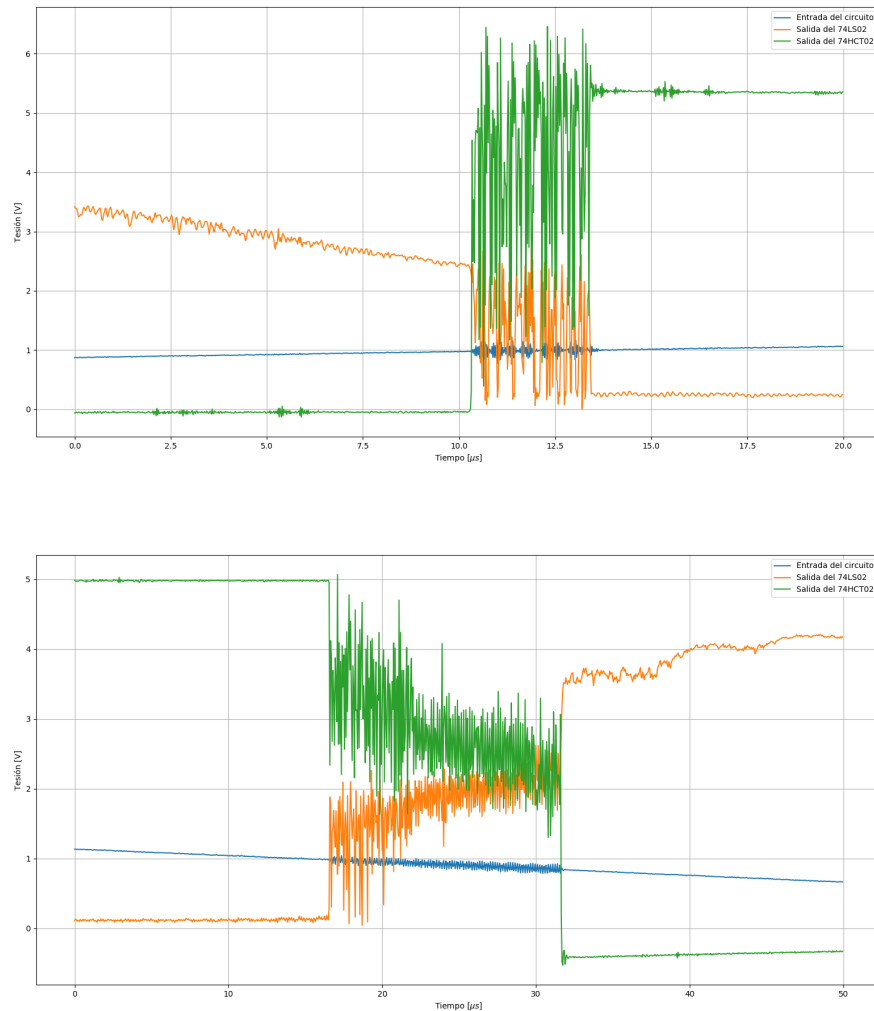 Entrada del circuito
Salida del 74LS02
Salida del 74HCT02
6
5
4
3
2
1
0
Tesión [V]
0.0 2.5 5.0 7.5 10.0 12.5 15.0 17.5 20.0
Tiempo [μs]
Entrada del circuito
Salida del 74LS02
Salida del 74HCT02
5
4
3
2
1
0
Tesión [V]
0 10 20 30 40 50
Tiempo [μs]